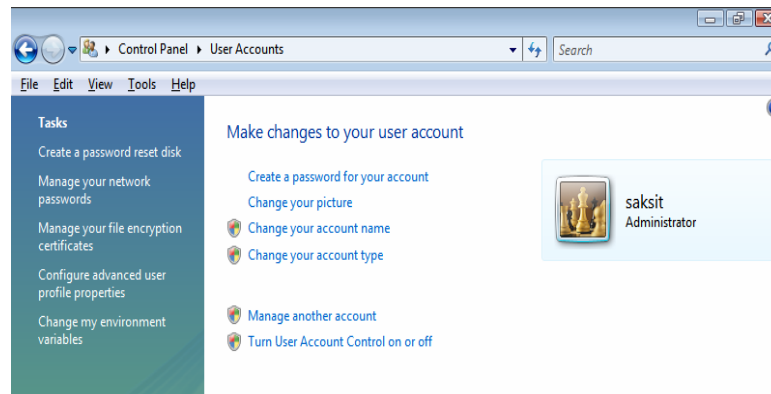 Control Panel
User Accounts
Search
File Edit View Tools Help
Tasks
Create a password reset disk
Manage your network
passwords
Manage your file encryption
certificates
Configure advanced user
profile properties
Change my environment
variables
Make changes to your user account
Create a password for your account
Change your picture
Change your account name
Change your account type
Manage another account
Turn User Account Control on or off
saksit
Administrator